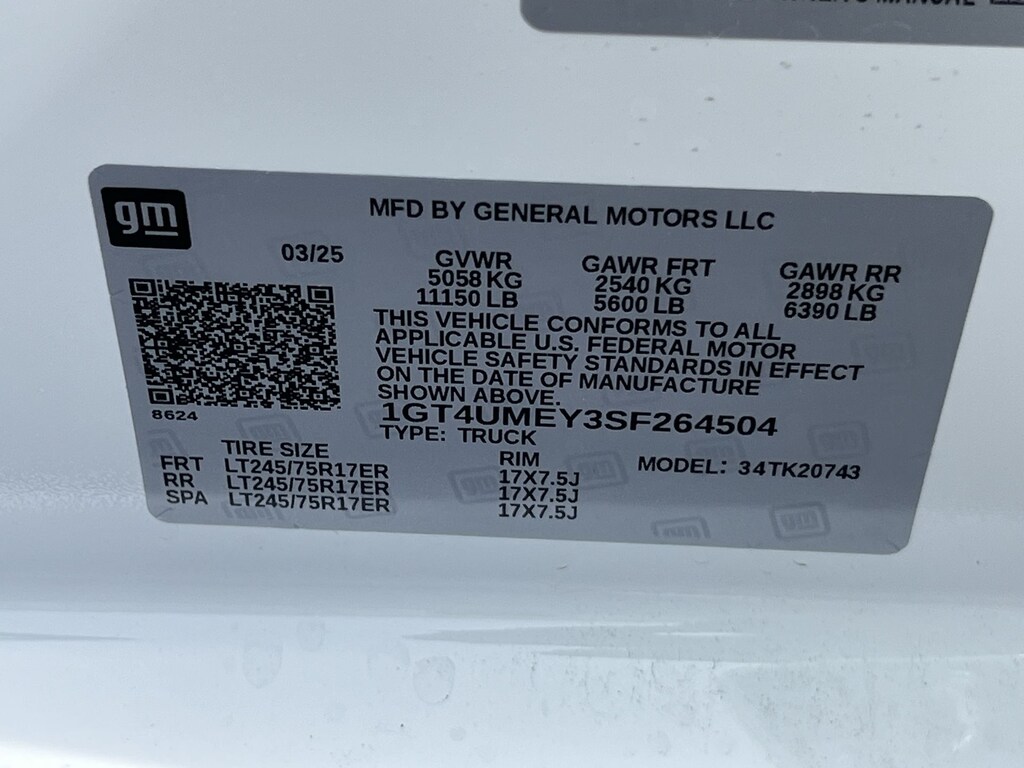 MANUAL
gm
MFD BY GENERAL MOTORS LLC
03/25
GVWR
5058 KG
11150 LB
GAWR FRT
2540 KG
5600 LB
GAWR RR
2898 KG
6390 LB
THIS VEHICLE CONFORMS TO ALL
APPLICABLE U.S. FEDERAL MOTOR
VEHICLE SAFETY STANDARDS IN EFFECT
ON THE DATE OF MANUFACTURE
SHOWN ABOVE.
8624
1GT4UMEY3SF264504
TYPE: TRUCK
TIRE SIZE RIM MODEL: 34TK20743
FRT LT245/75R17ER 17X7.5J
RR LT245/75R17ER 17X7.5J
SPA LT245/75R17ER 17X7.5J